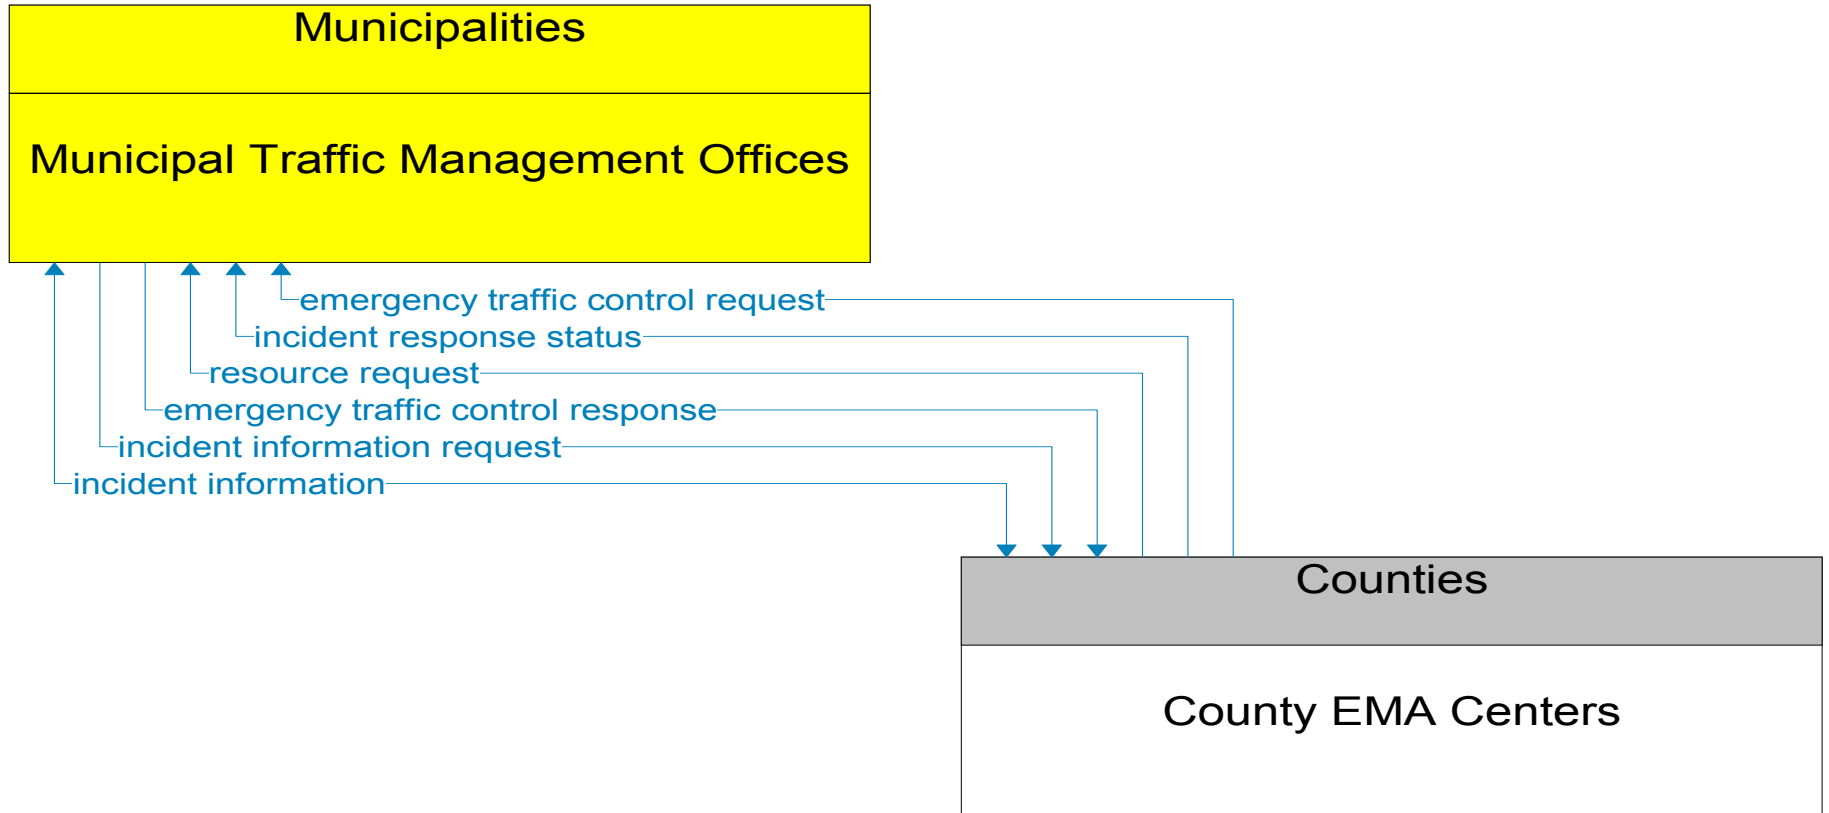 Municipalities
Municipal Traffic Management Offices
emergency traffic control request
incident response status
resource request
emergency traffic control response
incident information request
incident information
Counties
County EMA Centers